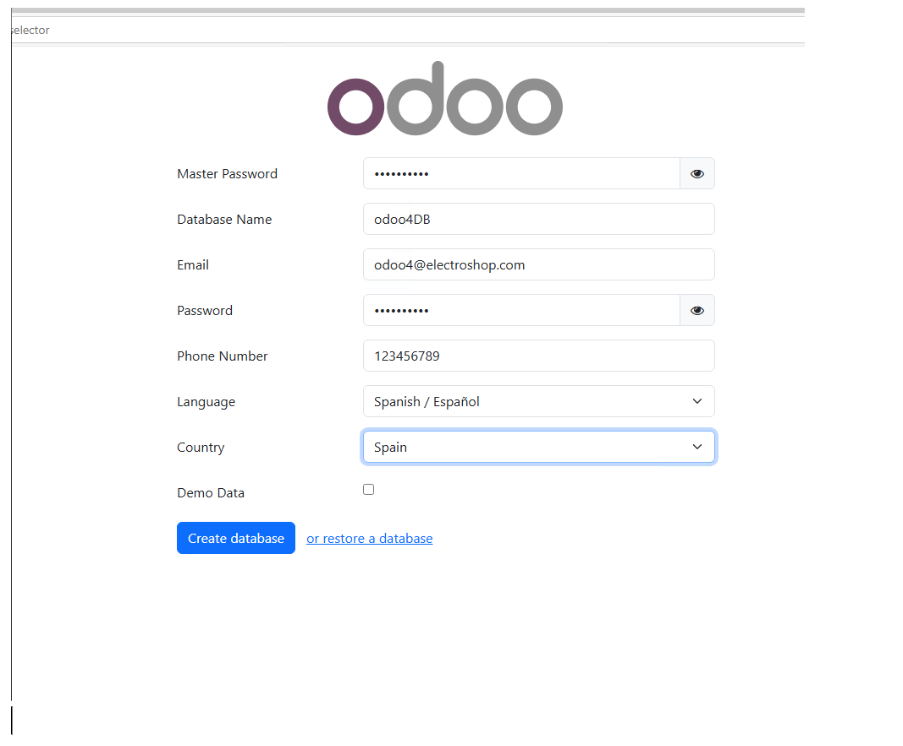 selector
odoo
Master Password ••••••••••
Database Name odoo4DB
Email odoo4@electroshop.com
Password ••••••••••
Phone Number 123456789
Language Spanish / Español
Country Spain
Demo Data
Create database or restore a database